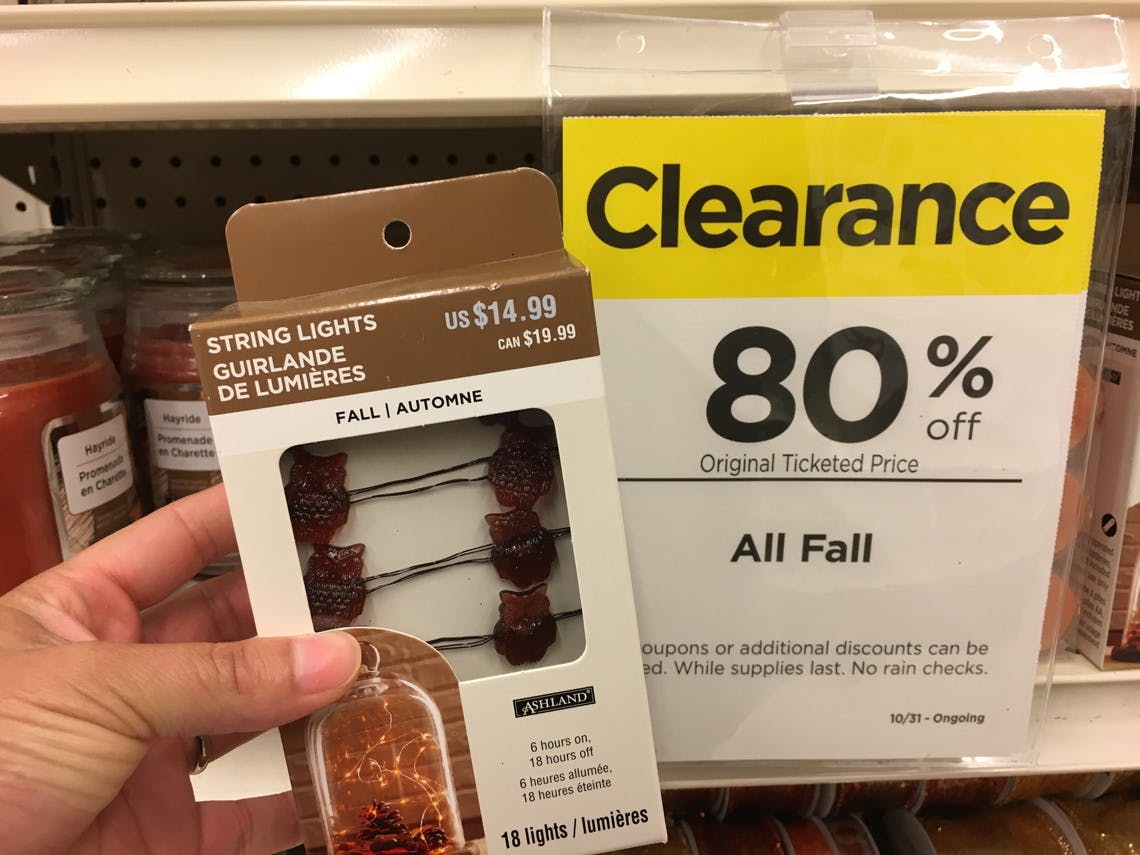 STRING LIGHTS
GUIRLANDE
DE LUMIÈRES
US $14.99
CAN $19.99
FALL | AUTOMNE
ASHLAND
6 hours on,
18 hours off
6 heures allumée,
18 heures éteinte
18 lights / lumières
Clearance
80%
off
Original Ticketed Price
All Fall
or additional discounts can be
While supplies last. No rain checks.
10/31 - Ongoing
Hayride
Promenade
en Charette
Hayride
Promenade
en Charette